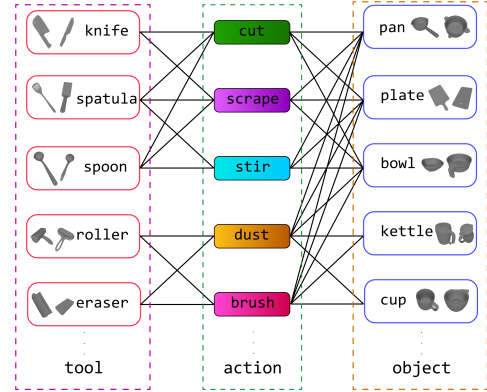 knife
cut
pan
spatula
scrape
plate
spoon
stir
bowl
roller
dust
kettle
eraser
brush
cup
tool
action
object